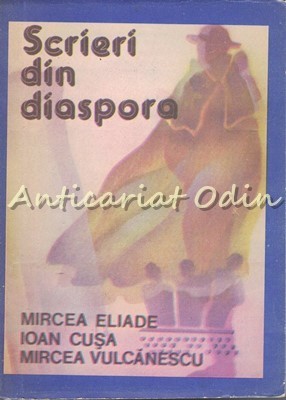 Scrieri
din
diaspora
Anticariat Odin
MIRCEA ELIADE
IOAN CUȘA
MIRCEA VULCĂNESCU